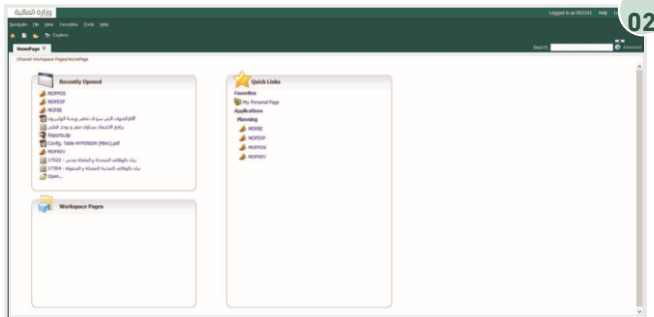 وزارة المالية
Logged in as 002341 Help
02
Navigate File View Favorites Tools Help
Explore
HomePage
Search: Advanced
/Shared Workspace Pages/HomePage
Recently Opened
MOFPOS
MOFEXP
MOFBE
MOFREV
Reports.zip
Config. Table HYPERION (MBA1).pdf
Open...
Workspace Pages
Quick Links
Favorites
My Personal Page
Applications
Planning
MOFBE
MOFEXP
MOFPOS
MOFREV